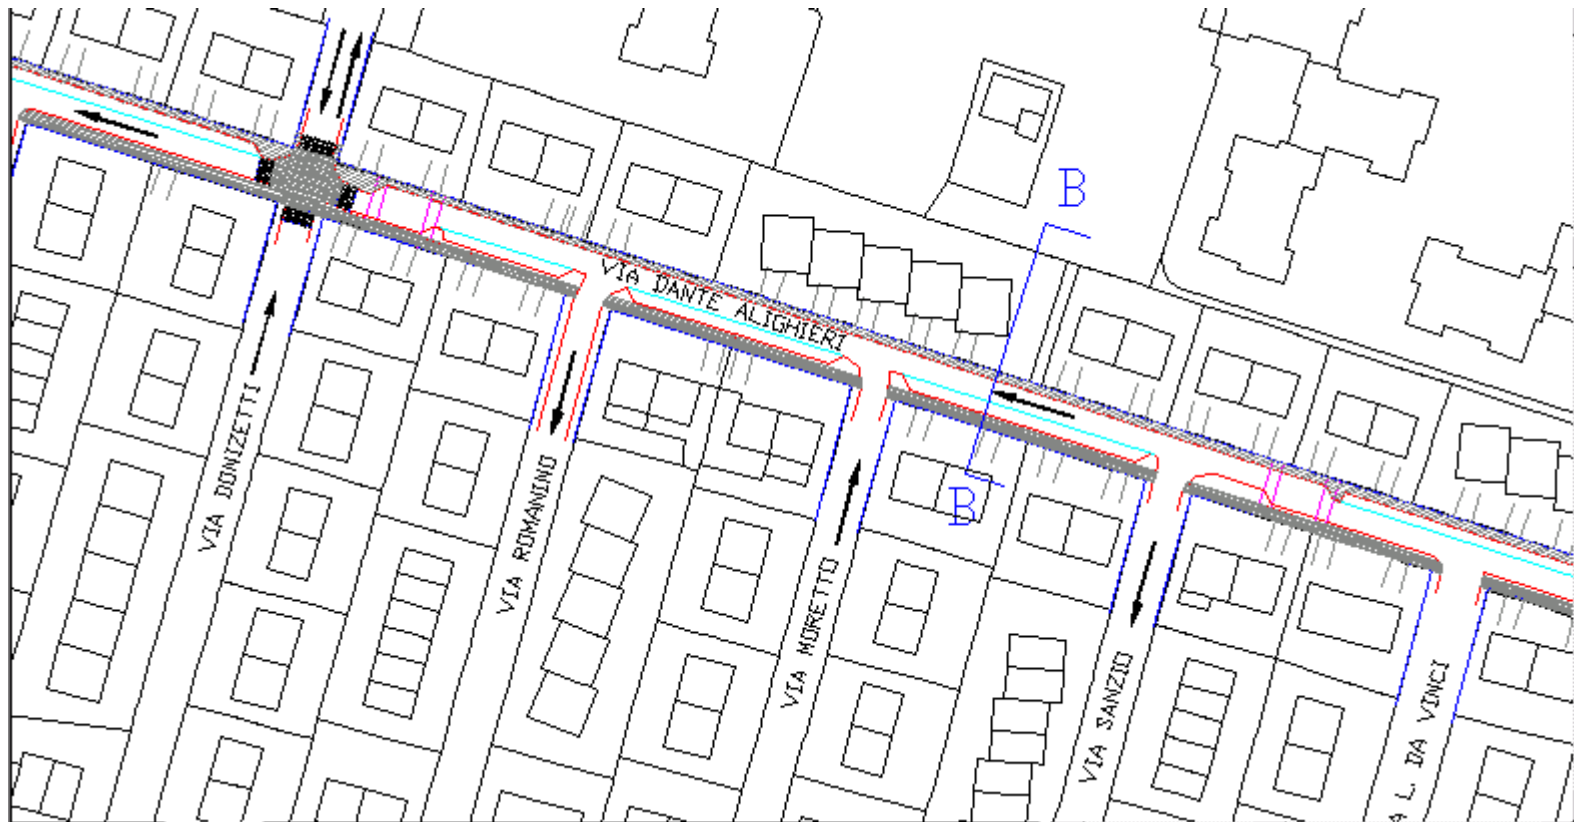 B
VIA DANTE ALIGHIERI
B
VIA DONIZETTI
VIA ROMANINO
VIA MORETTO
VIA SANZIO
A L. DA VINCI